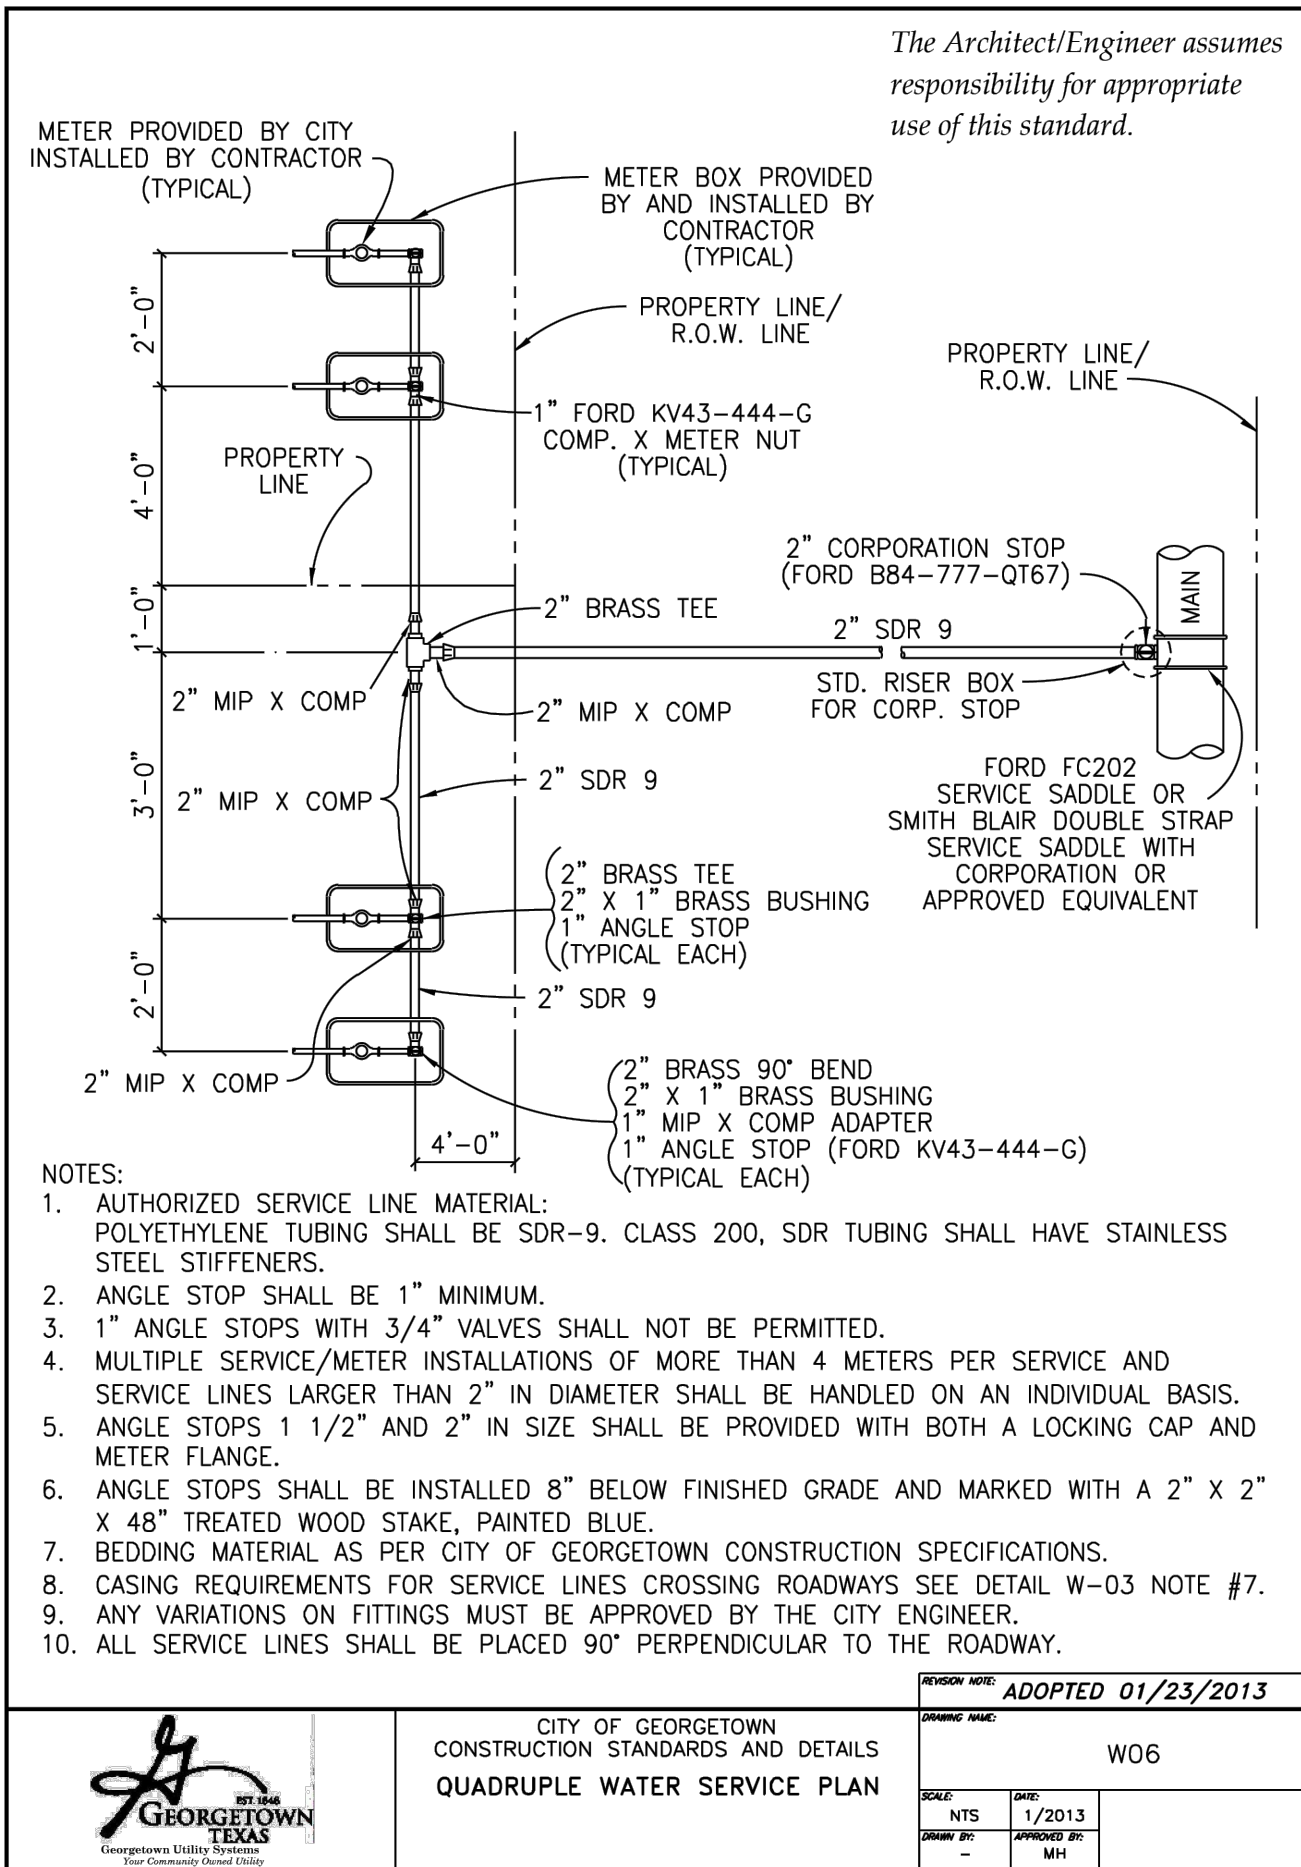 The Architect/Engineer assumes
responsibility for appropriate
use of this standard.
METER PROVIDED BY CITY
INSTALLED BY CONTRACTOR
(TYPICAL)
METER BOX PROVIDED
BY AND INSTALLED BY
CONTRACTOR
(TYPICAL)
PROPERTY LINE/
R.O.W. LINE
PROPERTY LINE/
R.O.W. LINE
2'-0"
1" FORD KV43-444-G
COMP. X METER NUT
(TYPICAL)
PROPERTY
LINE
4'-0"
2" CORPORATION STOP
(FORD B84-777-QT67)
MAIN
1'-0"
2" BRASS TEE
2" SDR 9
2" MIP X COMP
2" MIP X COMP
STD. RISER BOX
FOR CORP. STOP
3'-0"
2" MIP X COMP
2" SDR 9
FORD FC202
SERVICE SADDLE OR
SMITH BLAIR DOUBLE STRAP
SERVICE SADDLE WITH
CORPORATION OR
APPROVED EQUIVALENT
2" BRASS TEE
2" X 1" BRASS BUSHING
1" ANGLE STOP
(TYPICAL EACH)
2'-0"
2" SDR 9
2" MIP X COMP
2" BRASS 90° BEND
2" X 1" BRASS BUSHING
1" MIP X COMP ADAPTER
1" ANGLE STOP (FORD KV43-444-G)
(TYPICAL EACH)
4'-0"
NOTES:
1. AUTHORIZED SERVICE LINE MATERIAL:
POLYETHYLENE TUBING SHALL BE SDR-9. CLASS 200, SDR TUBING SHALL HAVE STAINLESS
STEEL STIFFENERS.
2. ANGLE STOP SHALL BE 1" MINIMUM.
3. 1" ANGLE STOPS WITH 3/4" VALVES SHALL NOT BE PERMITTED.
4. MULTIPLE SERVICE/METER INSTALLATIONS OF MORE THAN 4 METERS PER SERVICE AND
SERVICE LINES LARGER THAN 2" IN DIAMETER SHALL BE HANDLED ON AN INDIVIDUAL BASIS.
5. ANGLE STOPS 1 1/2" AND 2" IN SIZE SHALL BE PROVIDED WITH BOTH A LOCKING CAP AND
METER FLANGE.
6. ANGLE STOPS SHALL BE INSTALLED 8" BELOW FINISHED GRADE AND MARKED WITH A 2" X 2"
X 48" TREATED WOOD STAKE, PAINTED BLUE.
7. BEDDING MATERIAL AS PER CITY OF GEORGETOWN CONSTRUCTION SPECIFICATIONS.
8. CASING REQUIREMENTS FOR SERVICE LINES CROSSING ROADWAYS SEE DETAIL W-03 NOTE #7.
9. ANY VARIATIONS ON FITTINGS MUST BE APPROVED BY THE CITY ENGINEER.
10. ALL SERVICE LINES SHALL BE PLACED 90° PERPENDICULAR TO THE ROADWAY.
REVISION NOTE: ADOPTED 01/23/2013
EST. 1848
GEORGETOWN
TEXAS
Georgetown Utility Systems
Your Community Owned Utility
CITY OF GEORGETOWN
CONSTRUCTION STANDARDS AND DETAILS
QUADRUPLE WATER SERVICE PLAN
DRAWING NAME:
W06
SCALE:
NTS
DATE:
1/2013
DRAWN BY:
-
APPROVED BY:
MH